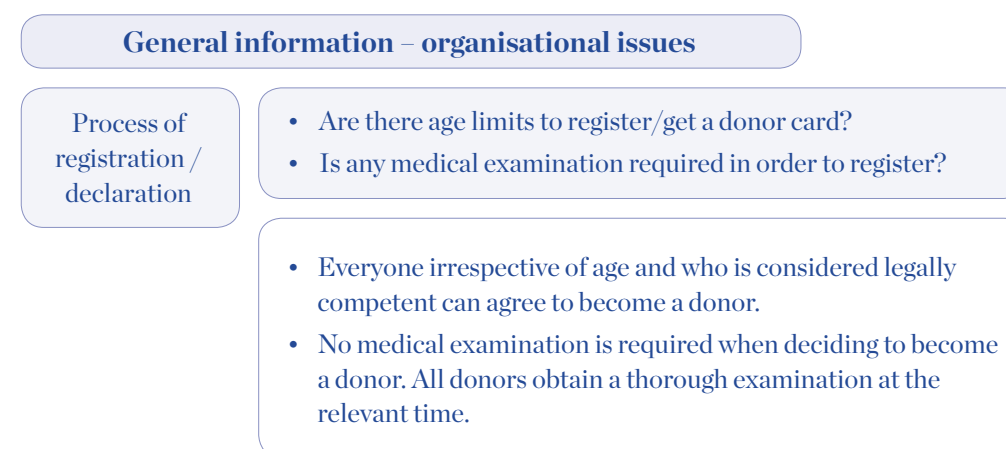 General information – organisational issues
Process of
registration /
declaration
• Are there age limits to register/get a donor card?
• Is any medical examination required in order to register?
• Everyone irrespective of age and who is considered legally
competent can agree to become a donor.
• No medical examination is required when deciding to become
a donor. All donors obtain a thorough examination at the
relevant time.